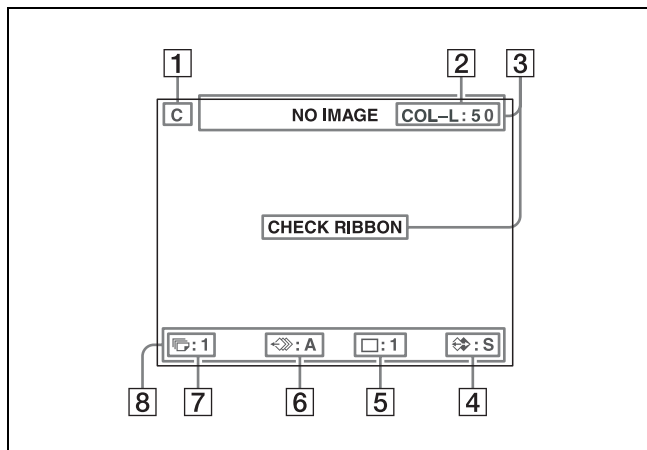 1 2 3
C NO IMAGE COL–L:50
CHECK RIBBON
:1 :A :1 :S
8 7 6 5 4